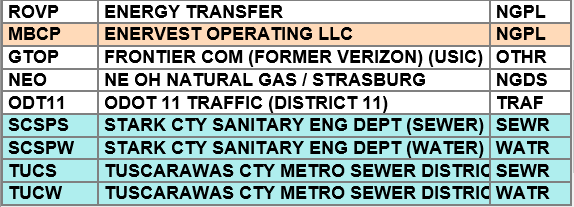 ROVP ENERGY TRANSFER NGPL
MBCP ENERVEST OPERATING LLC NGPL
GTOP FRONTIER COM (FORMER VERIZON) (USIC) OTHR
NEO NE OH NATURAL GAS / STRASBURG NGDS
ODT11 ODOT 11 TRAFFIC (DISTRICT 11) TRAF
SCSPS STARK CTY SANITARY ENG DEPT (SEWER) SEWR
SCSPW STARK CTY SANITARY ENG DEPT (WATER) WATR
TUCS TUSCARAWAS CTY METRO SEWER DISTRIC SEWR
TUCW TUSCARAWAS CTY METRO SEWER DISTRIC WATR